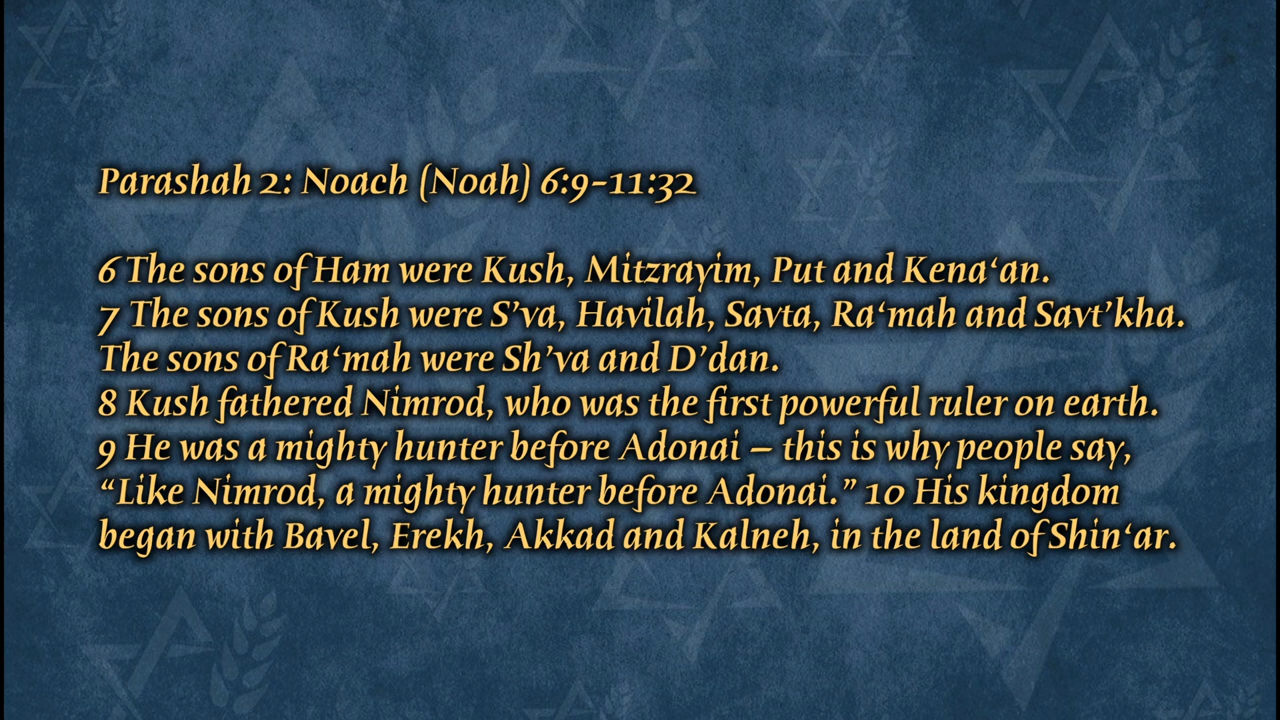 Parashah 2: Noach (Noah) 6:9-11:32
6 The sons of Ham were Kush, Mitzrayim, Put and Kena‘an.
7 The sons of Kush were S’va, Havilah, Savta, Ra‘mah and Savt’kha.
The sons of Ra‘mah were Sh’va and D’dan.
8 Kush fathered Nimrod, who was the first powerful ruler on earth.
9 He was a mighty hunter before Adonai – this is why people say,
“Like Nimrod, a mighty hunter before Adonai.” 10 His kingdom
began with Bavel, Erekh, Akkad and Kalneh, in the land of Shin‘ar.